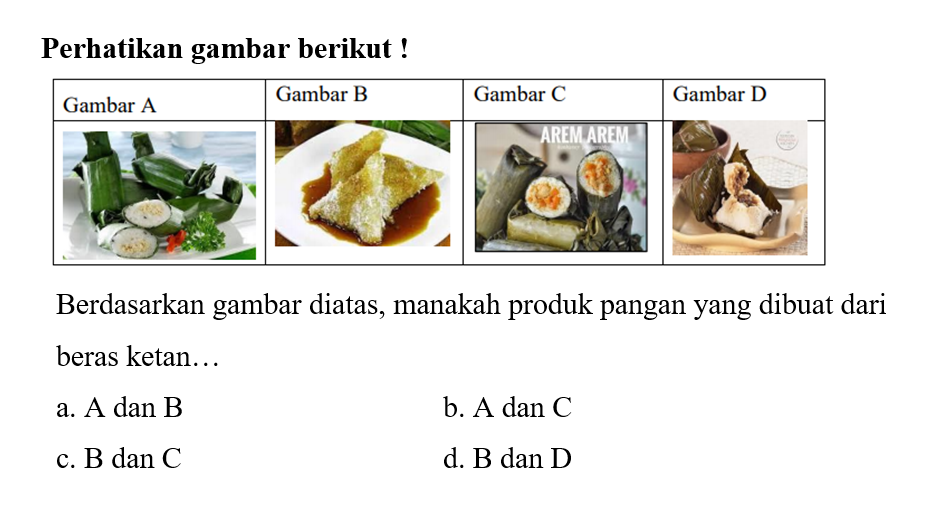 Perhatikan gambar berikut !
Gambar A
Gambar B
Gambar C
Gambar D
AREM AREM
Berdasarkan gambar diatas, manakah produk pangan yang dibuat dari
beras ketan…
a. A dan B
b. A dan C
c. B dan C
d. B dan D